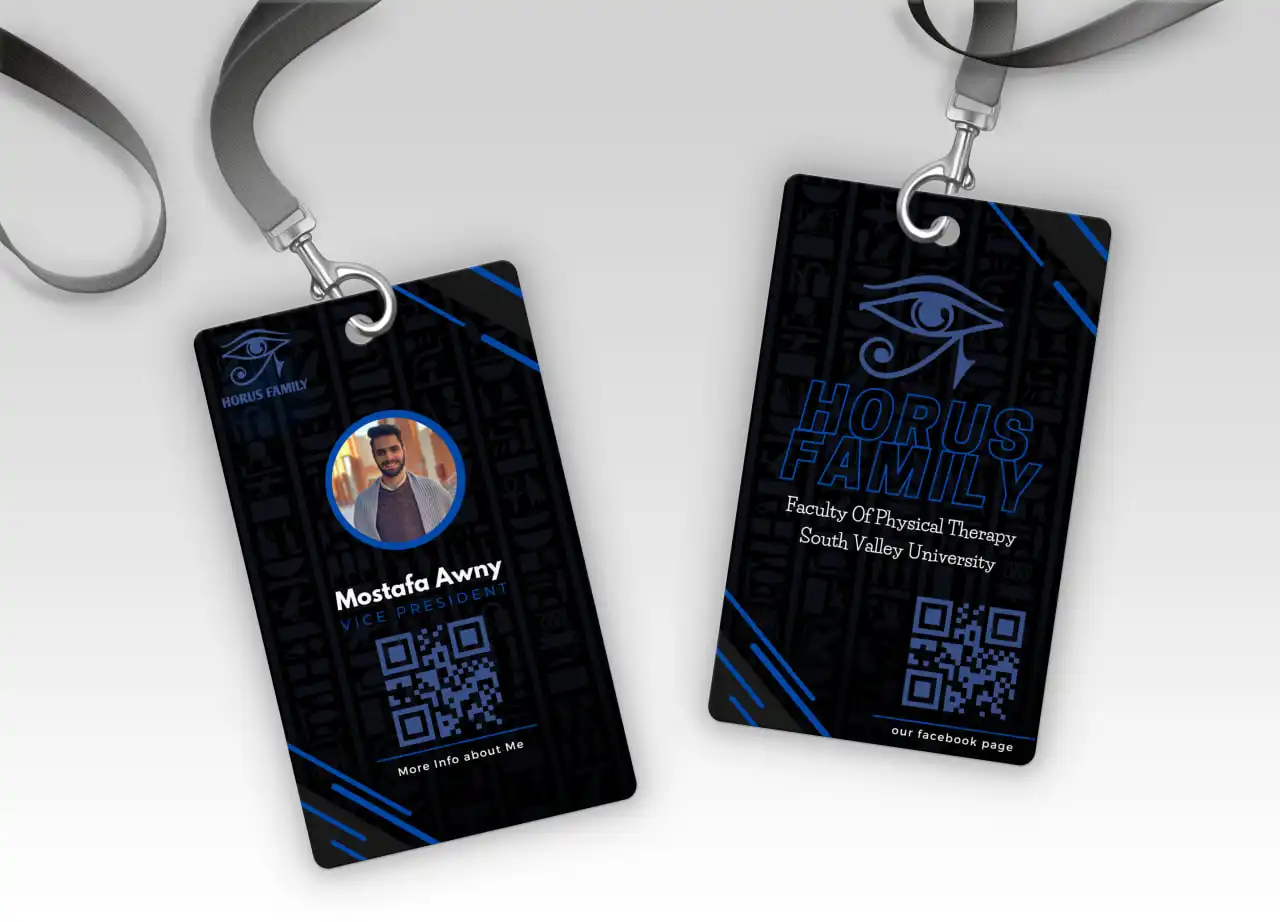 HORUS FAMILY
Mostafa Awny
VICE PRESIDENT
More Info about Me
HORUS
FAMILY
Faculty Of Physical Therapy
South Valley University
our facebook page